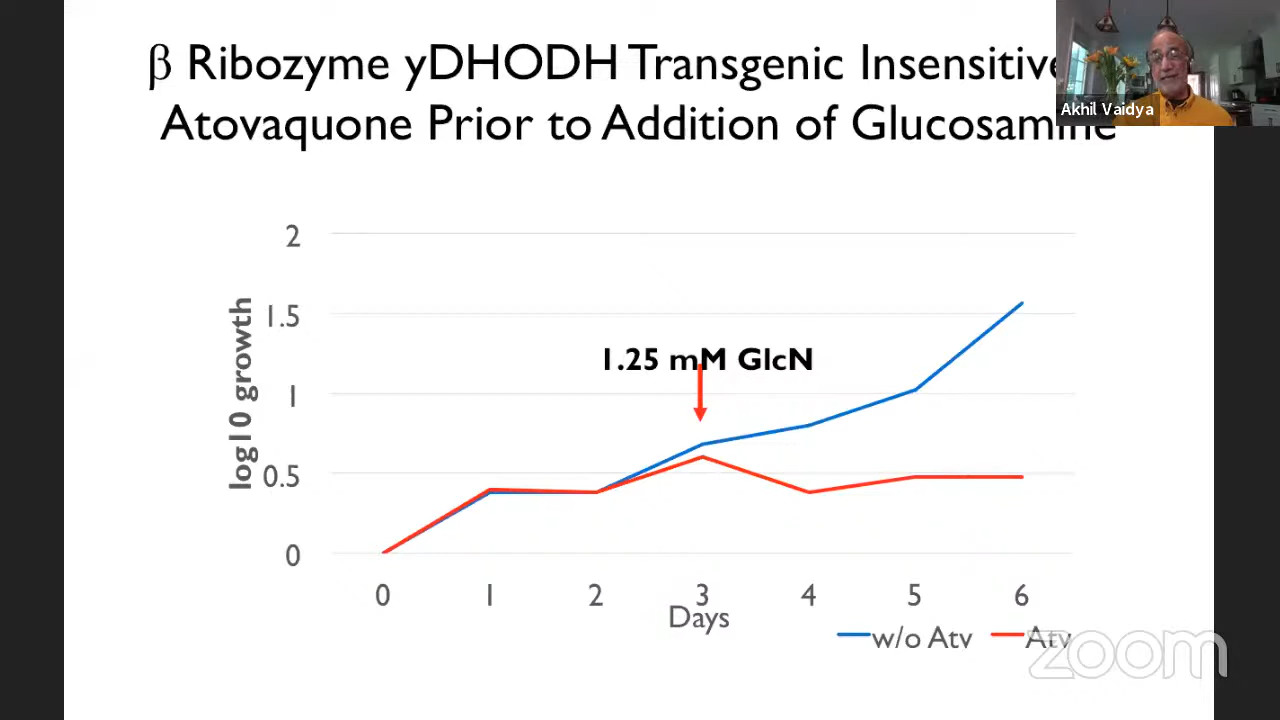 β Ribozyme yDHODH Transgenic Insensitive
Atovaquone Prior to Addition of Glucosamine
Akhil Vaidya
2
1.5
1
0.5
0
log10 growth
1.25 mM GlcN
0 1 2 3 4 5 6
Days
w/o Atv Atv
zoom